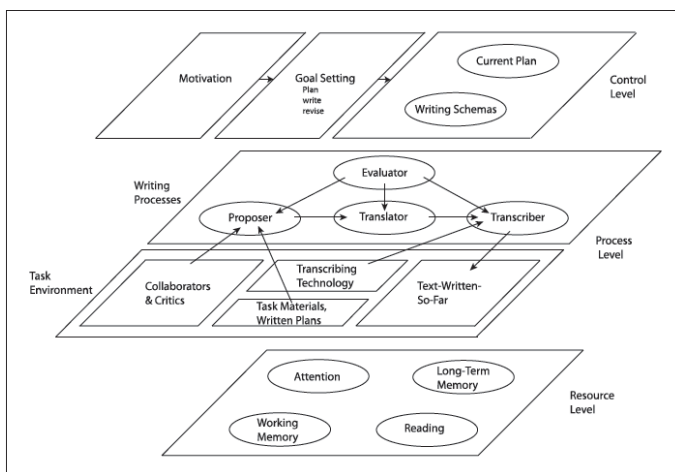 Motivation
Goal Setting
Plan
write
revise
Current Plan
Writing Schemas
Control
Level
Writing
Processes
Evaluator
Proposer
Translator
Transcriber
Process
Level
Task
Environment
Collaborators
& Critics
Transcribing
Technology
Task Materials,
Written Plans
Text-Written-
So-Far
Attention
Long-Term
Memory
Working
Memory
Reading
Resource
Level